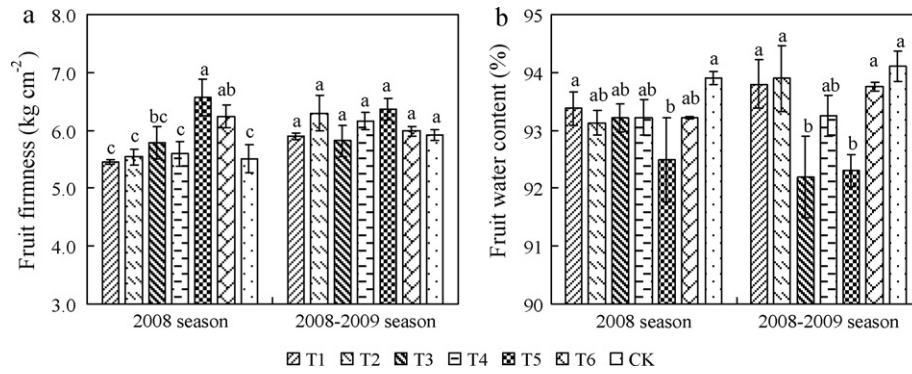 a
8.0
7.0
6.0
5.0
4.0
3.0
Fruit firmness (kg cm⁻²)
c c bc c a ab c
a a a a a a a
2008 season 2008-2009 season
b
95
94
93
92
91
90
Fruit water content (%)
a ab ab ab b ab a
a a b ab b a a
2008 season 2008-2009 season
T1 T2 T3 T4 T5 T6 CK